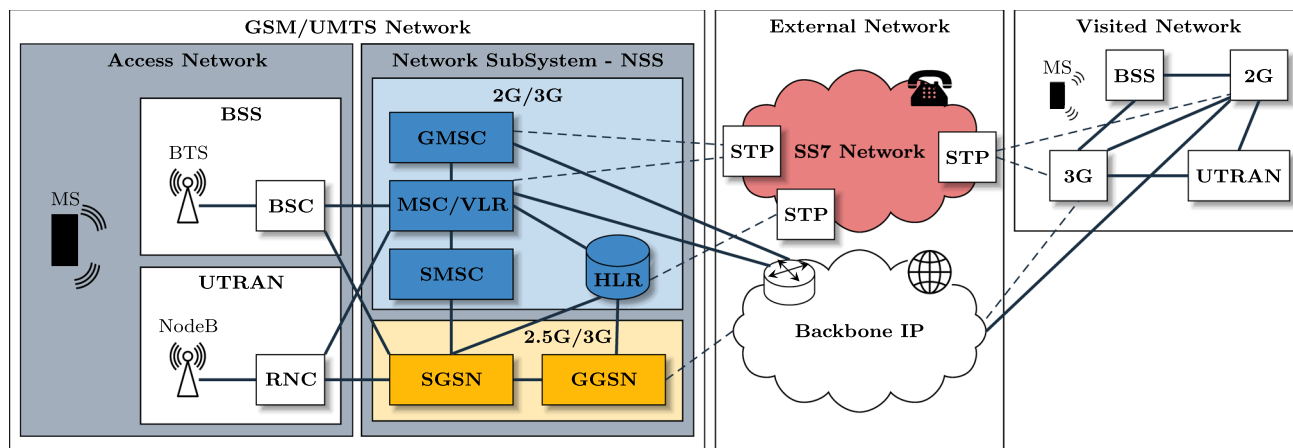 GSM/UMTS Network
External Network
Visited Network
Access Network
Network SubSystem - NSS
BSS
BTS
BSC
MS
UTRAN
NodeB
RNC
2G/3G
GMSC
MSC/VLR
SMSC
HLR
2.5G/3G
SGSN
GGSN
STP
SS7 Network
STP
STP
Backbone IP
MS
BSS
2G
3G
UTRAN